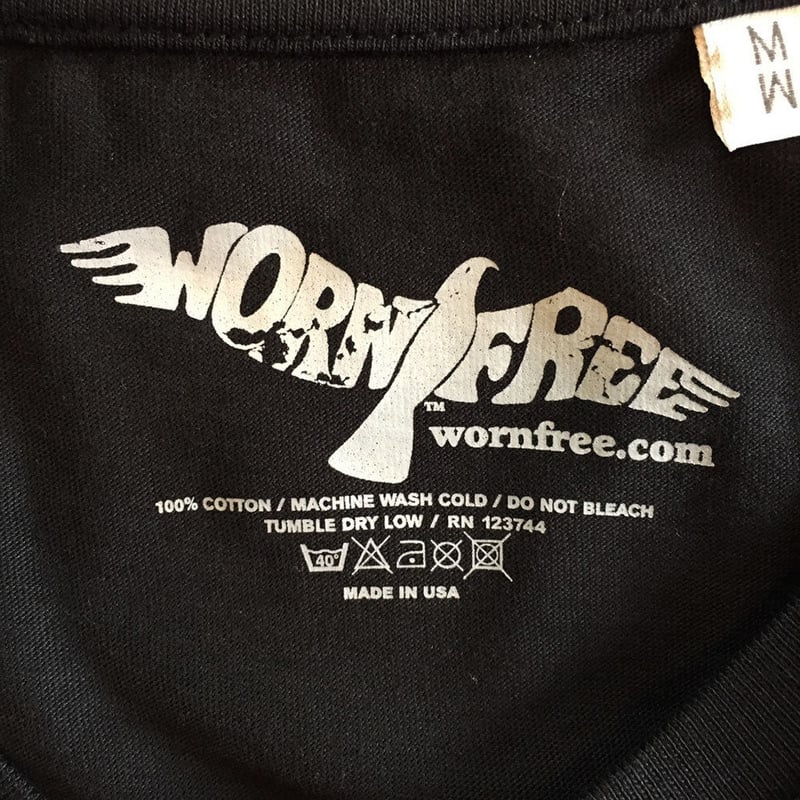 M
W
WORN FREE
™
wornfree.com
100% COTTON / MACHINE WASH COLD / DO NOT BLEACH
TUMBLE DRY LOW / RN 123744
40°
MADE IN USA